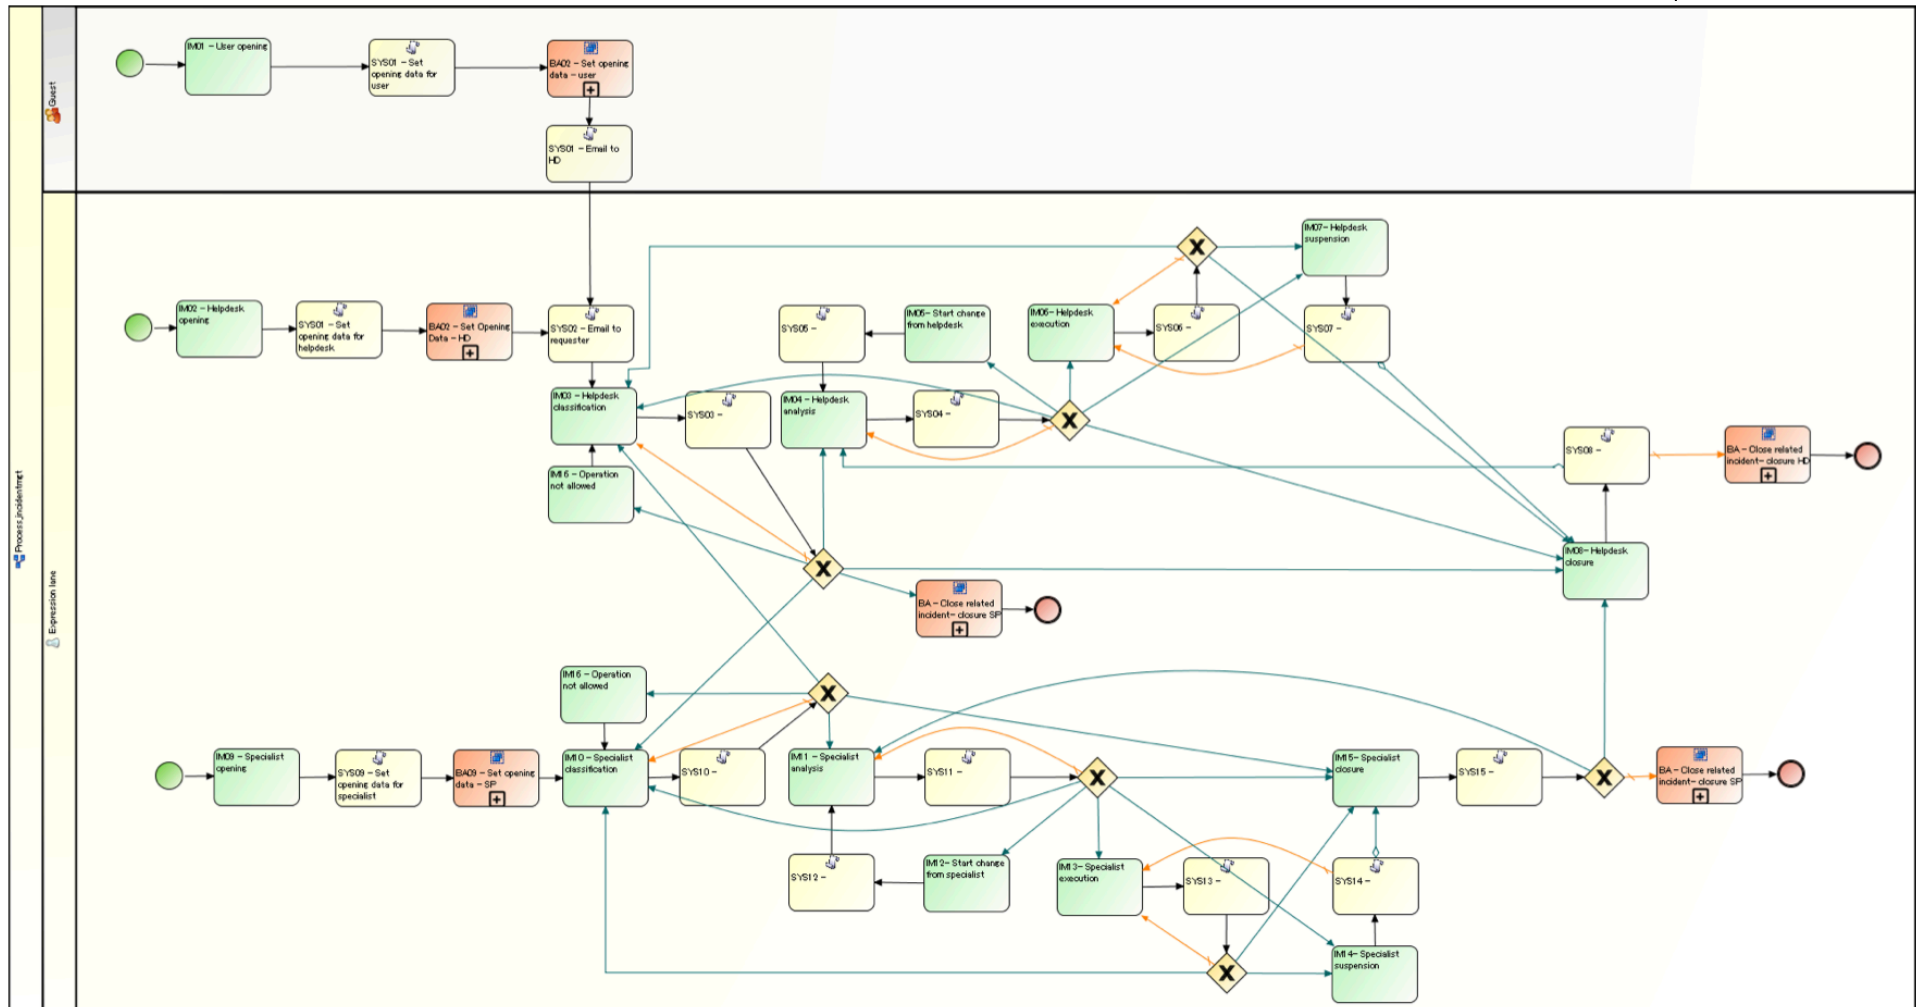 Process_incidentmgt
Guest
IM01 - User opening
SYS01 - Set
opening data for
user
BA02 - Set opening
data - user
SYS01 - Email to
HD
Expression lane
IM02 - Helpdesk
opening
SYS01 - Set
opening data for
helpdesk
BA02 - Set Opening
Data - HD
SYS02 - Email to
requester
IM03 - Helpdesk
classification
SYS03 -
IM16 - Operation
not allowed
SYS05 -
IM05- Start change
from helpdesk
IM04 - Helpdesk
analysis
SYS04 -
IM06 - Helpdesk
execution
SYS06 -
IM07- Helpdesk
suspension
SYS07 -
X
X
X
SYS08 -
BA - Close related
incident- closure HD
IM08- Helpdesk
closure
BA - Close related
incident- closure SP
IM16 - Operation
not allowed
X
IM09 - Specialist
opening
SYS09 - Set
opening data for
specialist
BA09 - Set opening
data - SP
IM10 - Specialist
classification
SYS10 -
IM11 - Specialist
analysis
SYS11 -
X
IM15- Specialist
closure
SYS15 -
X
BA - Close related
incident- closure SP
SYS12 -
IM12- Start change
from specialist
IM13- Specialist
execution
SYS13 -
SYS14 -
X
IM14- Specialist
suspension